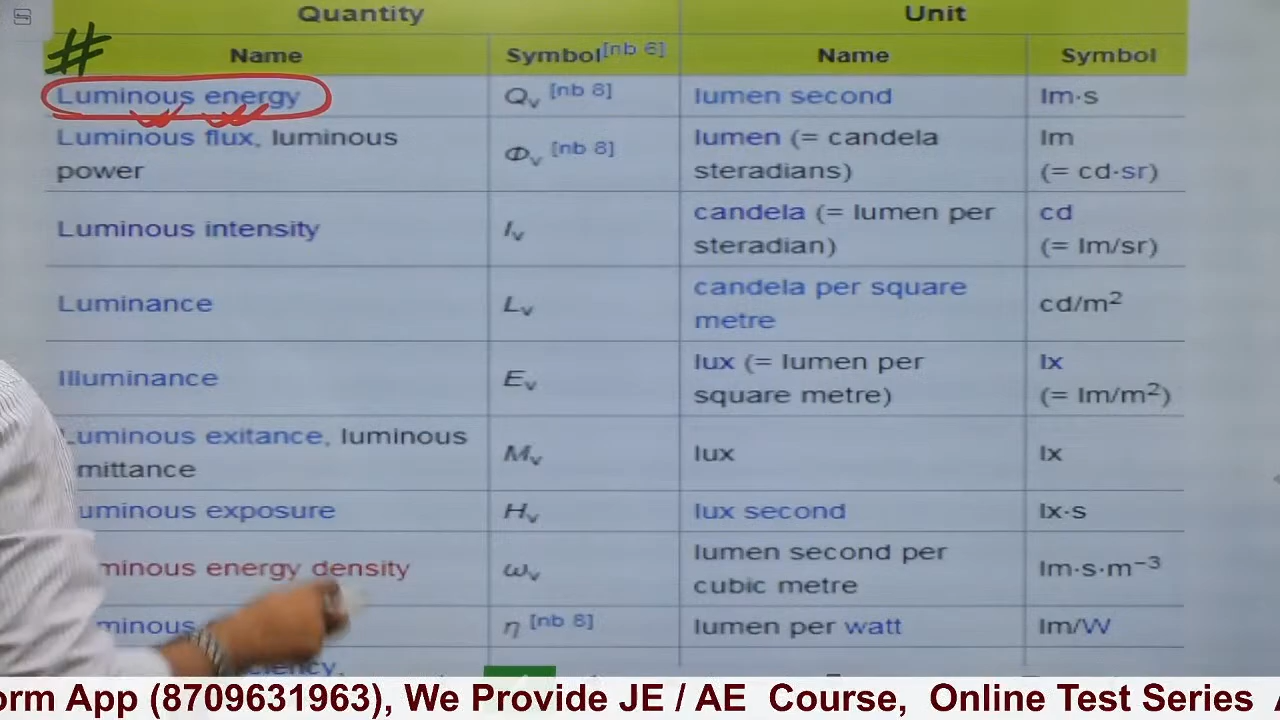 Quantity Unit
#
Name Symbol[nb 6] Name Symbol
Luminous energy Qv [nb 8] lumen second lm·s
Luminous flux, luminous power Φv [nb 8] lumen (= candela steradians) lm (= cd·sr)
Luminous intensity Iv candela (= lumen per steradian) cd (= lm/sr)
Luminance Lv candela per square metre cd/m²
Illuminance Ev lux (= lumen per square metre) lx (= lm/m²)
Luminous exitance, luminous mittance Mv lux lx
uminous exposure Hv lux second lx·s
minous energy density ωv lumen second per cubic metre lm·s·m⁻³
minous η [nb 8] lumen per watt lm/W
ciency,
orm App (8709631963), We Provide JE / AE Course, Online Test Series